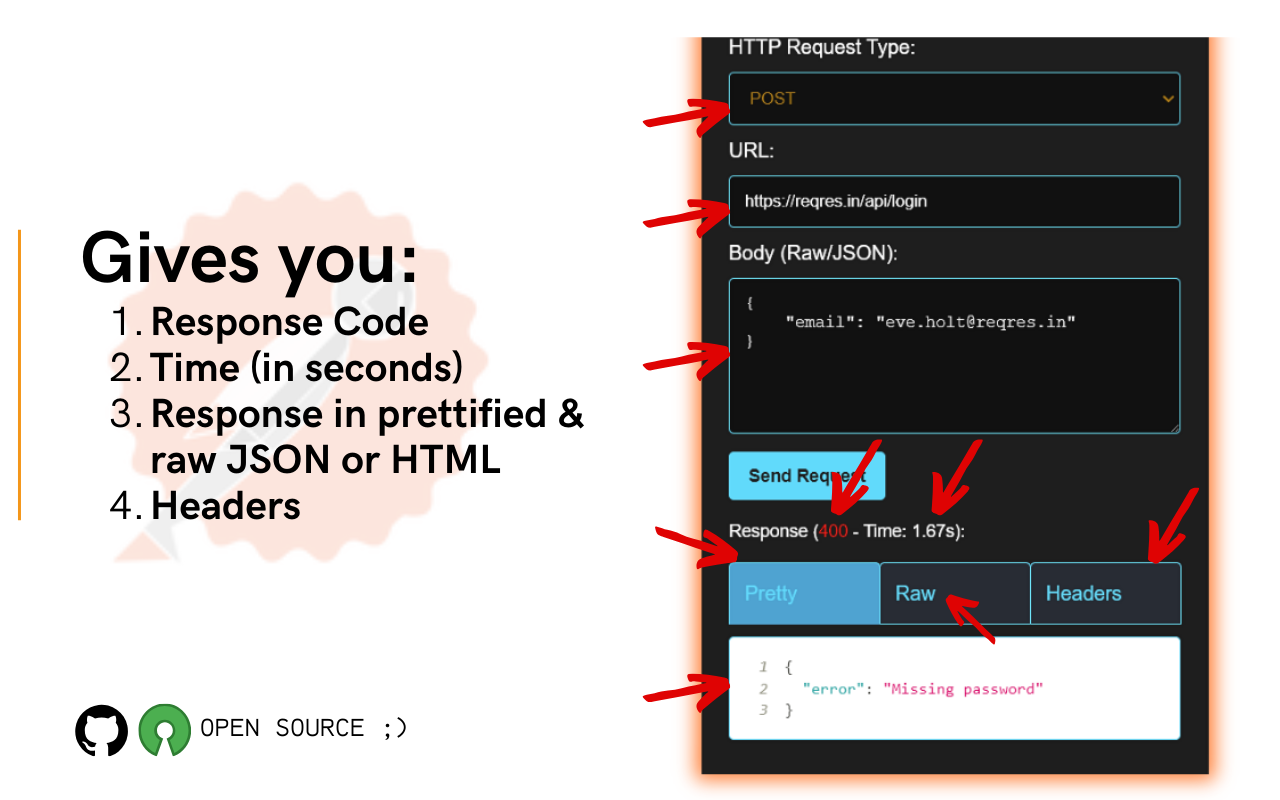 Gives you:
1. Response Code
2. Time (in seconds)
3. Response in prettified &
raw JSON or HTML
4. Headers
OPEN SOURCE ;)
HTTP Request Type:
POST
URL:
https://reqres.in/api/login
Body (Raw/JSON):
{
"email": "eve.holt@reqres.in"
}
Send Request
Response (400 - Time: 1.67s):
Pretty Raw Headers
1 {
2 "error": "Missing password"
3 }